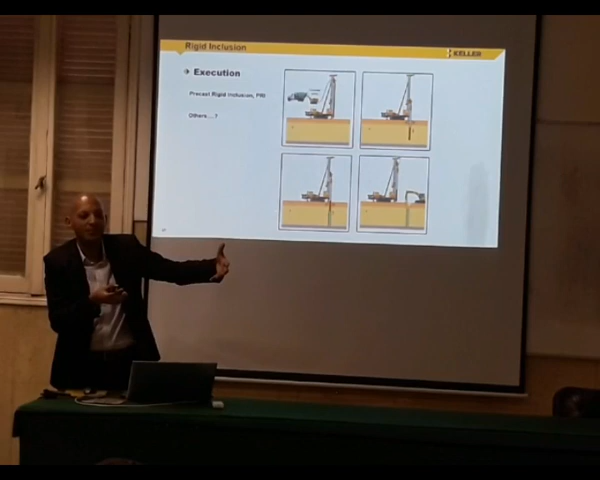 Rigid Inclusion
KELLER
Execution
Precast Rigid Inclusion, PRI
Others....?